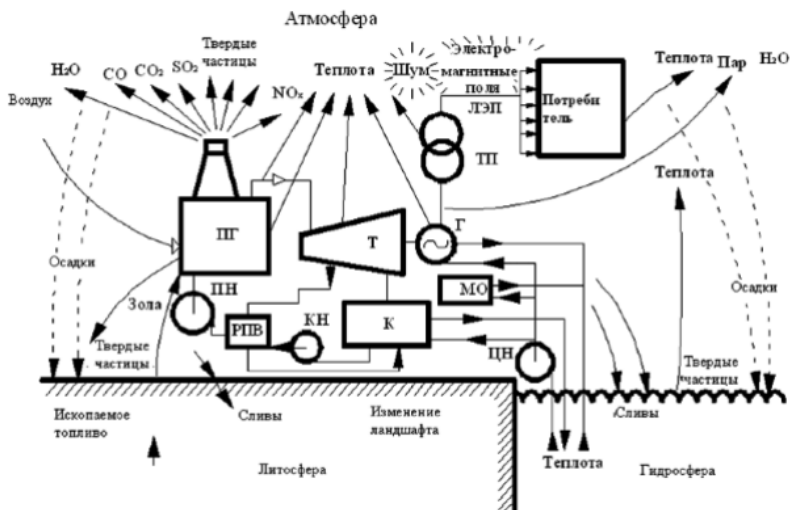 Атмосфера
H₂O
CO
CO₂
SO₂
Твердые
частицы
NOₓ
Теплота
Шум
Электро-
магнитные
поля
ЛЭП
Потреби
тель
Теплота
Пар
H₂O
Воздух
ТП
Теплота
ПГ
Т
Г
Осадки
Зола
ПН
РПВ
КН
К
МО
ЦН
Осадки
Твердые
частицы
Твердые
частицы
Ископаемое
топливо
Сливы
Изменение
ландшафта
Сливы
Литосфера
Теплота
Гидросфера